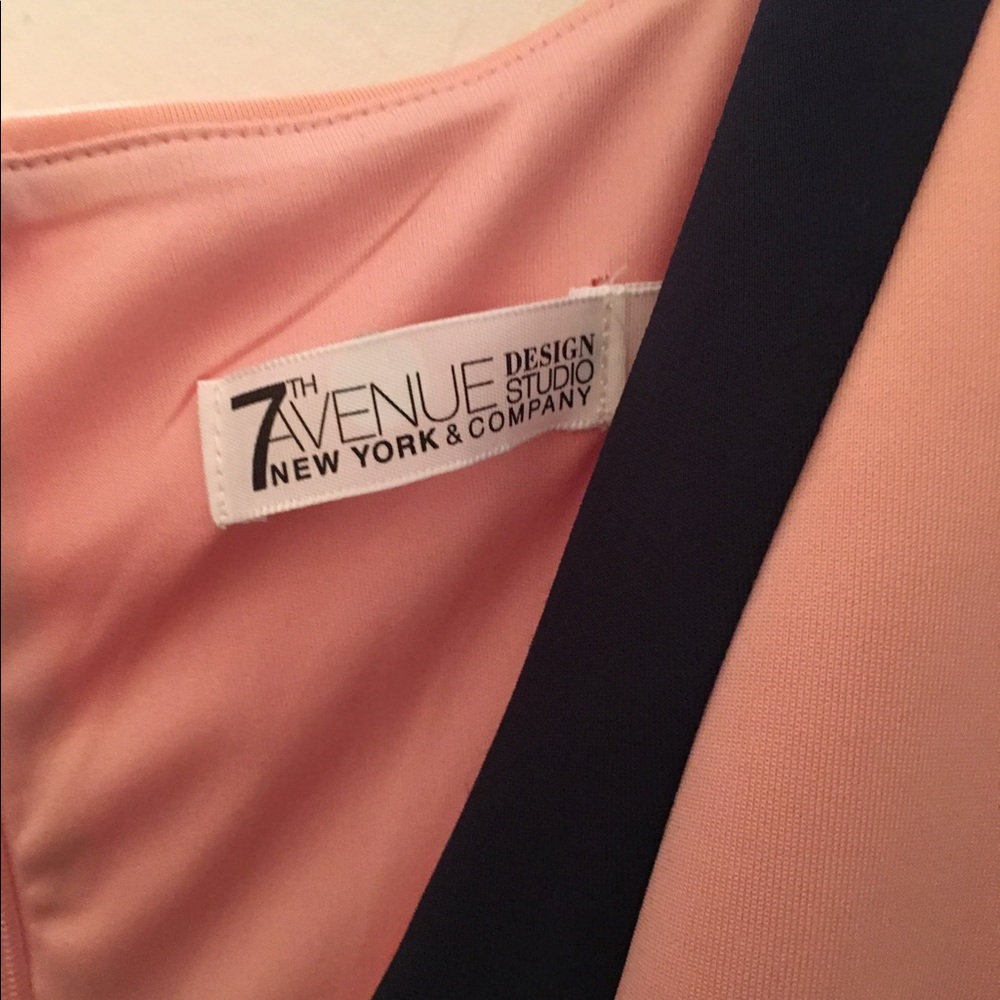 7TH AVENUE DESIGN STUDIO
NEW YORK & COMPANY